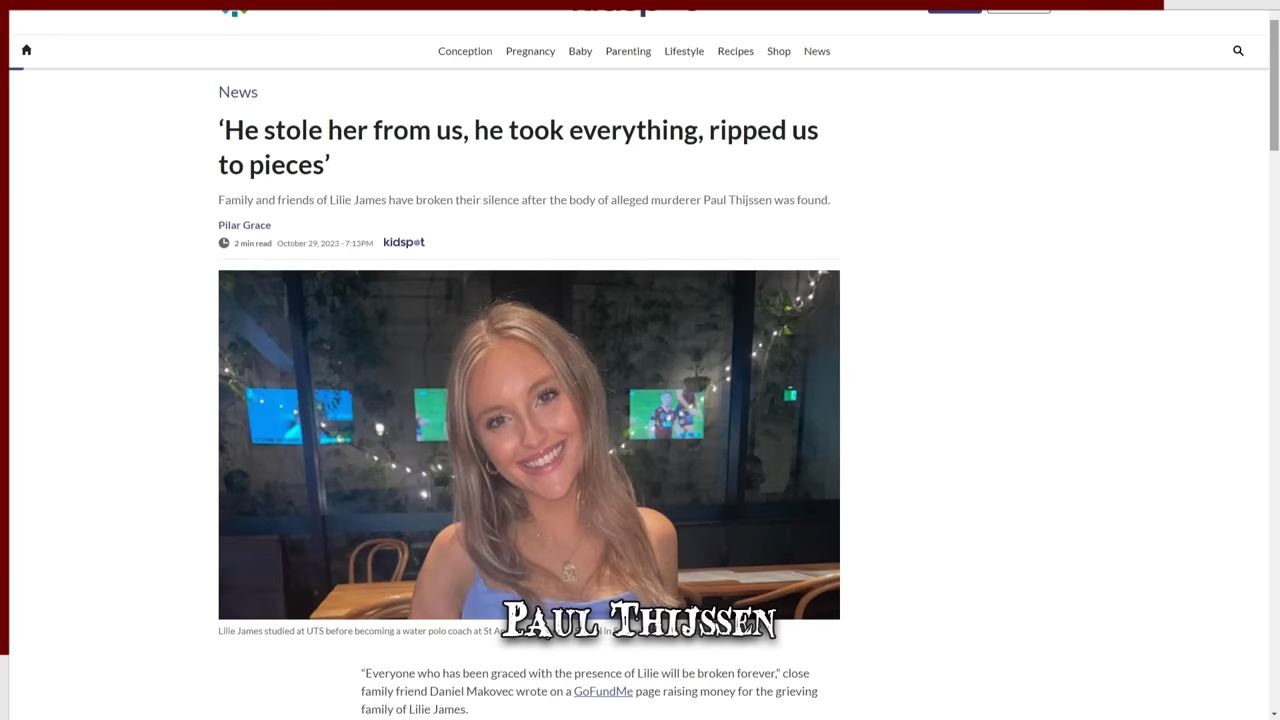 Conception Pregnancy Baby Parenting Lifestyle Recipes Shop News
News
‘He stole her from us, he took everything, ripped us
to pieces’
Family and friends of Lilie James have broken their silence after the body of alleged murderer Paul Thijssen was found.
Pilar Grace
2 min read October 29, 2023 - 7:13PM kidspot
Lilie James studied at UTS before becoming a water polo coach at St
PAUL THIJSSEN
“Everyone who has been graced with the presence of Lilie will be broken forever,” close
family friend Daniel Makovec wrote on a GoFundMe page raising money for the grieving
family of Lilie James.